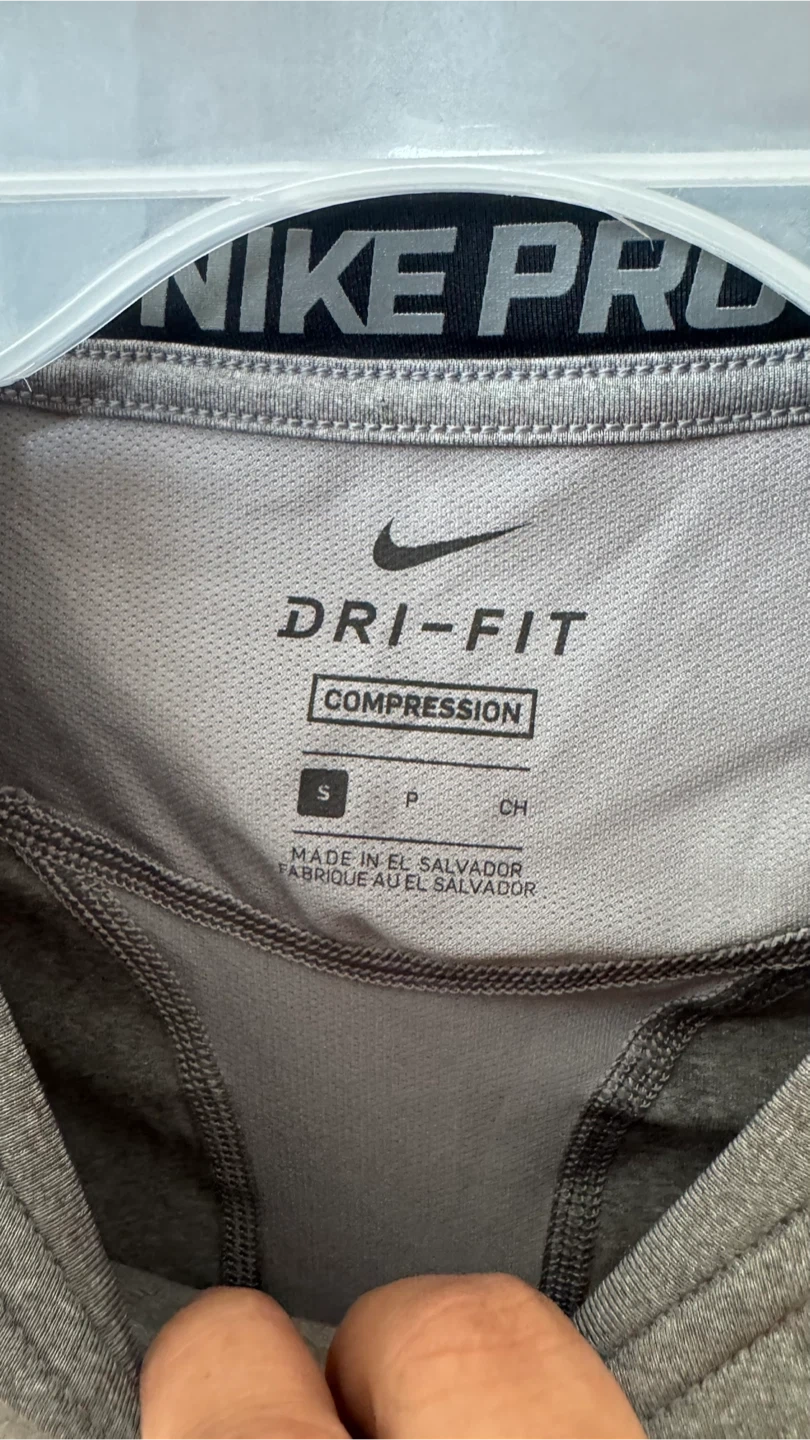 NIKE PRO
DRI-FIT
COMPRESSION
S P CH
MADE IN EL SALVADOR
FABRIQUE AU EL SALVADOR